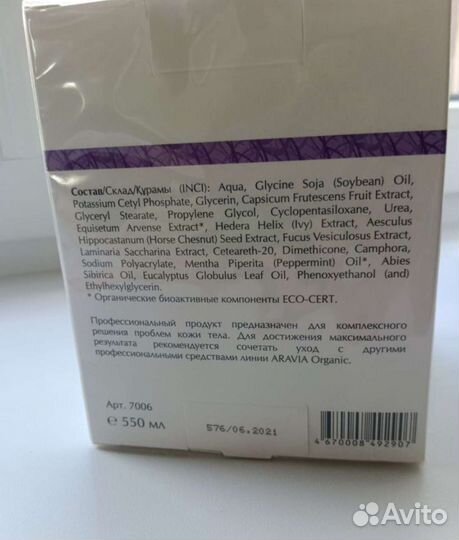 Состав/Склад/Құрамы (INCI): Aqua, Glycine Soja (Soybean) Oil,
Potassium Cetyl Phosphate, Glycerin, Capsicum Frutescens Fruit Extract,
Glyceryl Stearate, Propylene Glycol, Cyclopentasiloxane, Urea,
Equisetum Arvense Extract*, Hedera Helix (Ivy) Extract, Aesculus
Hippocastanum (Horse Chesnut) Seed Extract, Fucus Vesiculosus Extract,
Laminaria Saccharina Extract, Ceteareth-20, Dimethicone, Camphora,
Sodium Polyacrylate, Mentha Piperita (Peppermint) Oil*, Abies
Sibirica Oil, Eucalyptus Globulus Leaf Oil, Phenoxyethanol (and)
Ethylhexylglycerin.
* Органические биоактивные компоненты ECO-CERT.
Профессиональный продукт предназначен для комплексного
решения проблем кожи тела. Для достижения максимального
результата рекомендуется сочетать уход с другими
профессиональными средствами линии ARAVIA Organic.
Арт. 7006
℮ 550 мл
576/06.2021
4 670008 492907
Avito